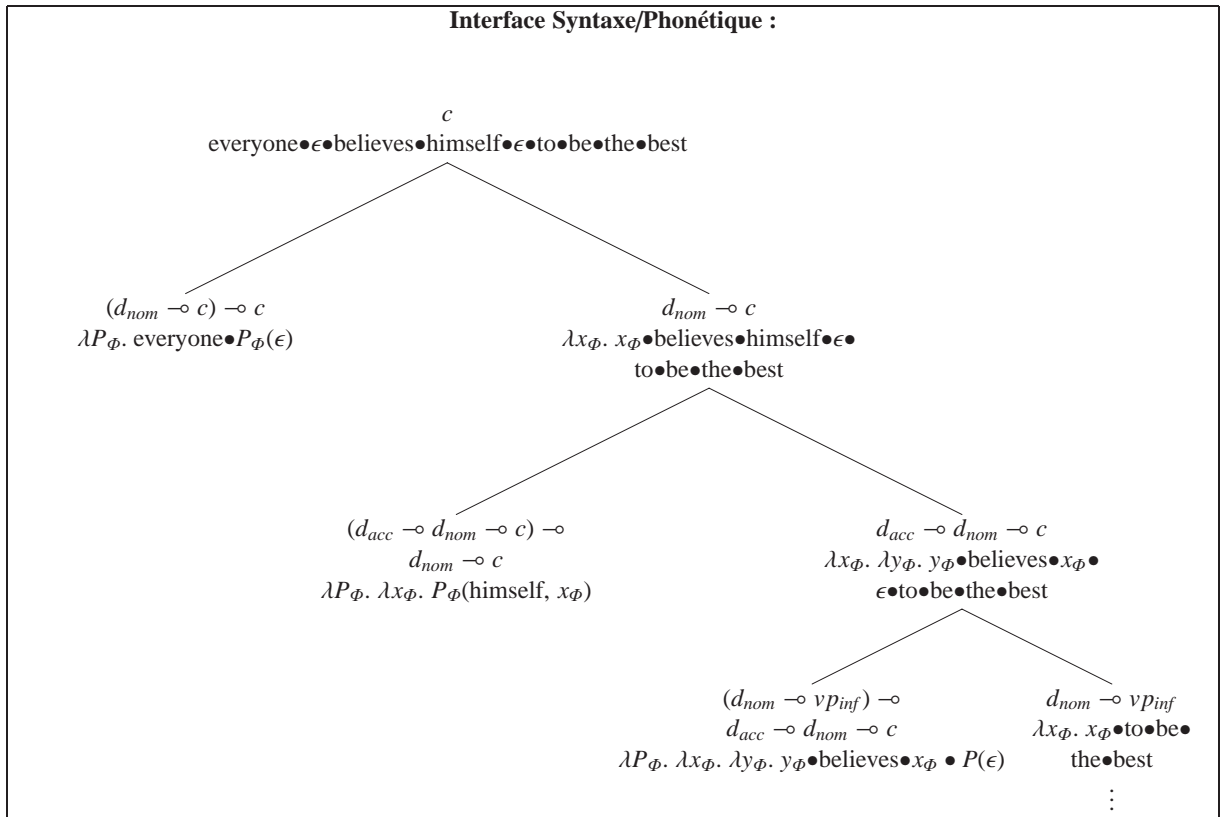 Interface Syntaxe/Phonétique :
c
everyone●ϵ●believes●himself●ϵ●to●be●the●best
(d_nom ⊸ c) ⊸ c
λP_Φ. everyone●P_Φ(ϵ)
d_nom ⊸ c
λx_Φ. x_Φ●believes●himself●ϵ●
to●be●the●best
(d_acc ⊸ d_nom ⊸ c) ⊸
d_nom ⊸ c
λP_Φ. λx_Φ. P_Φ(himself, x_Φ)
d_acc ⊸ d_nom ⊸ c
λx_Φ. λy_Φ. y_Φ●believes●x_Φ●
ϵ●to●be●the●best
(d_nom ⊸ vp_inf) ⊸
d_acc ⊸ d_nom ⊸ c
λP_Φ. λx_Φ. λy_Φ. y_Φ●believes●x_Φ ● P(ϵ)
d_nom ⊸ vp_inf
λx_Φ. x_Φ●to●be●
the●best
⋮